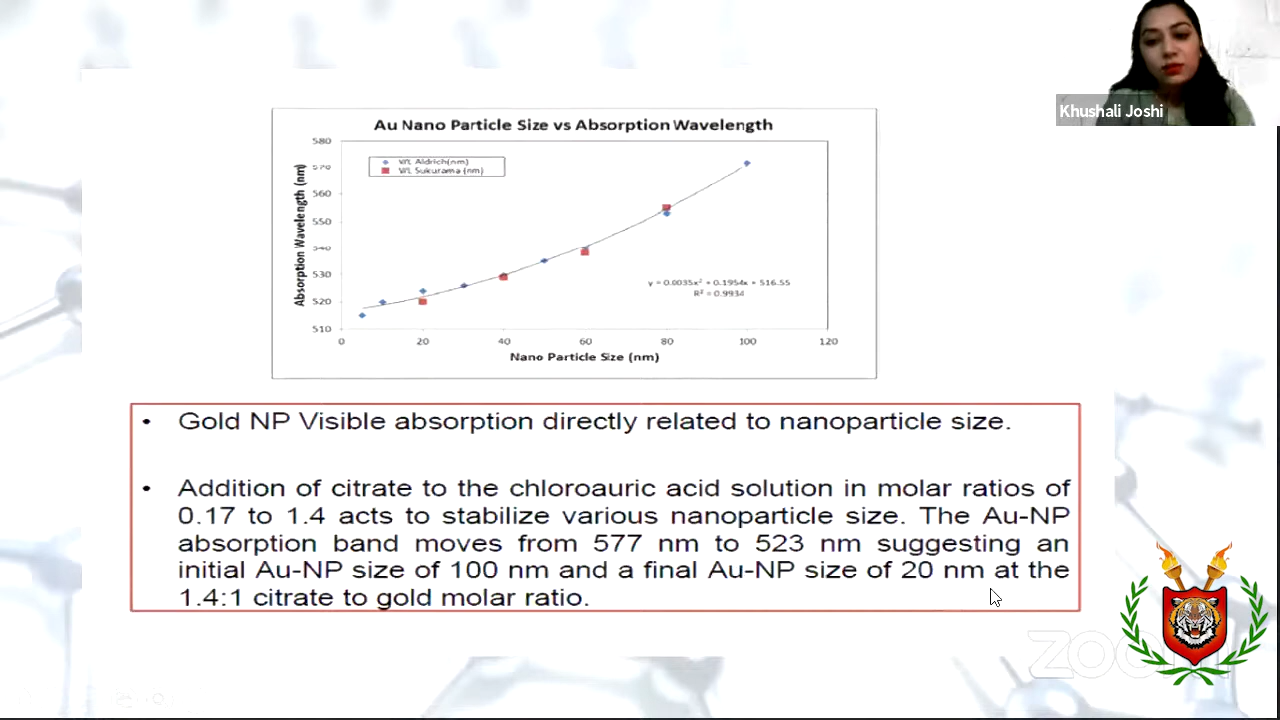 Khushali Joshi
Au Nano Particle Size vs Absorption Wavelength
Absorption Wavelength (nm)
580
570
560
550
540
530
520
510
W/L Aldrich(nm)
W/L Sukurama (nm)
y = 0.0035x² + 0.1954x + 516.55
R² = 0.9934
0 20 40 60 80 100 120
Nano Particle Size (nm)
• Gold NP Visible absorption directly related to nanoparticle size.
• Addition of citrate to the chloroauric acid solution in molar ratios of
0.17 to 1.4 acts to stabilize various nanoparticle size. The Au-NP
absorption band moves from 577 nm to 523 nm suggesting an
initial Au-NP size of 100 nm and a final Au-NP size of 20 nm at the
1.4:1 citrate to gold molar ratio.
zoom